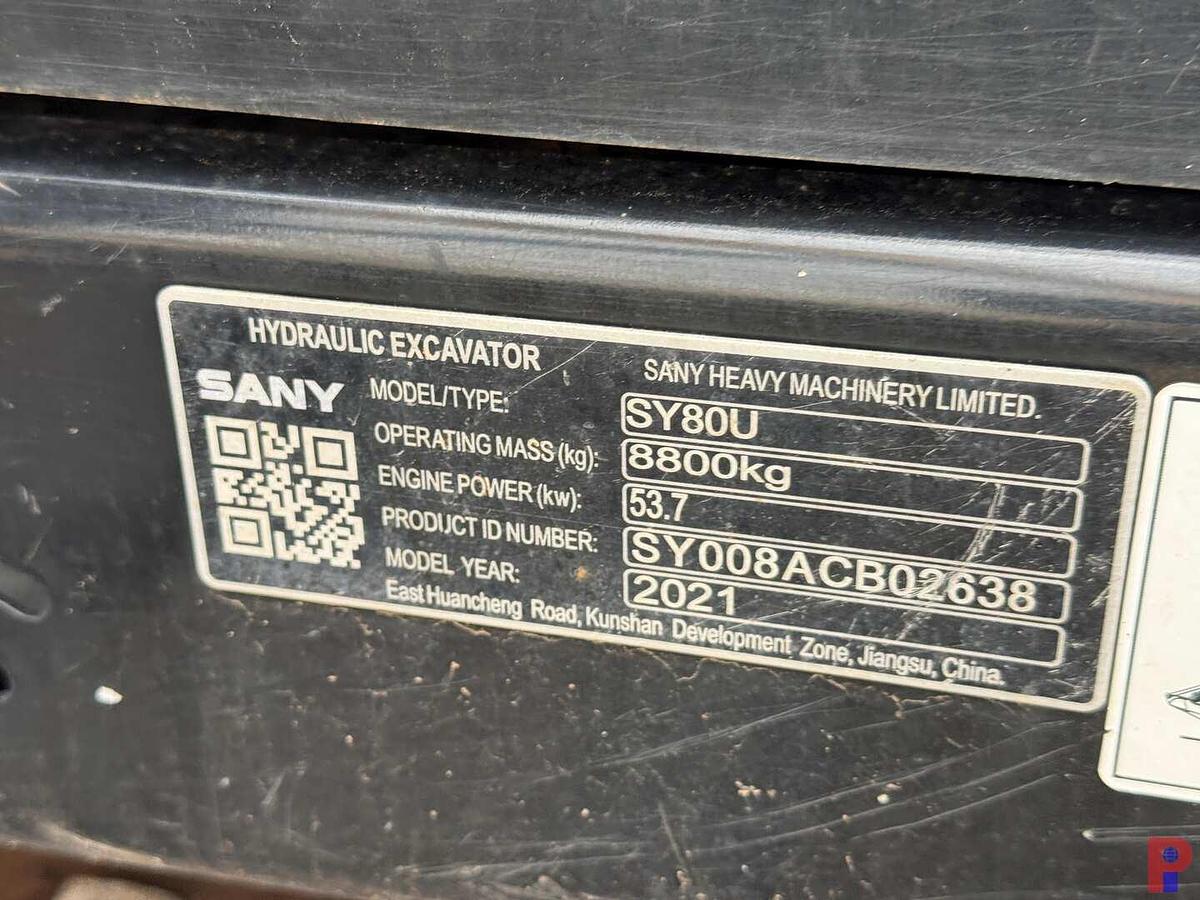 HYDRAULIC EXCAVATOR
SANY HEAVY MACHINERY LIMITED.
SANY
MODEL/TYPE: SY80U
OPERATING MASS (kg): 8800kg
ENGINE POWER (kw): 53.7
PRODUCT ID NUMBER: SY008ACB02638
MODEL YEAR: 2021
East Huancheng Road, Kunshan Development Zone, Jiangsu, China.